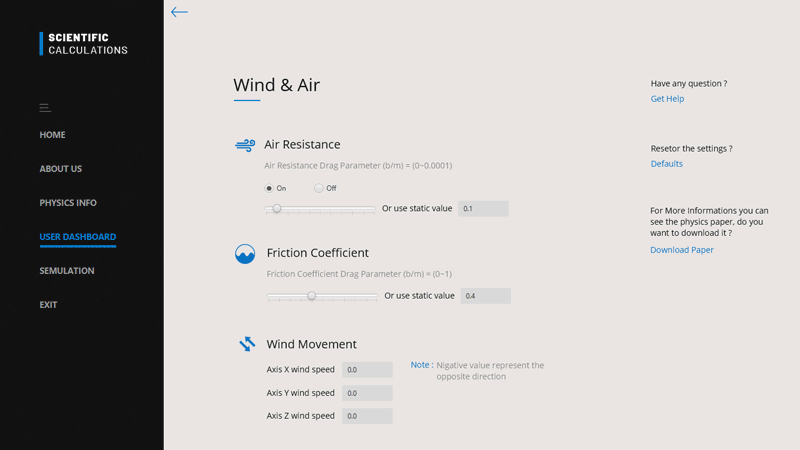 SCIENTIFIC
CALCULATIONS
HOME
ABOUT US
PHYSICS INFO
USER DASHBOARD
SEMULATION
EXIT
Wind & Air
Air Resistance
Air Resistance Drag Parameter (b/m) = (0~0.0001)
On Off
Or use static value 0.1
Friction Coefficient
Friction Coefficient Drag Parameter (b/m) = (0~1)
Or use static value 0.4
Wind Movement
Axis X wind speed 0.0
Axis Y wind speed 0.0
Axis Z wind speed 0.0
Note : Nigative value represent the
opposite direction
Have any question ?
Get Help
Resetor the settings ?
Defaults
For More Informations you can
see the physics paper, do you
want to download it ?
Download Paper